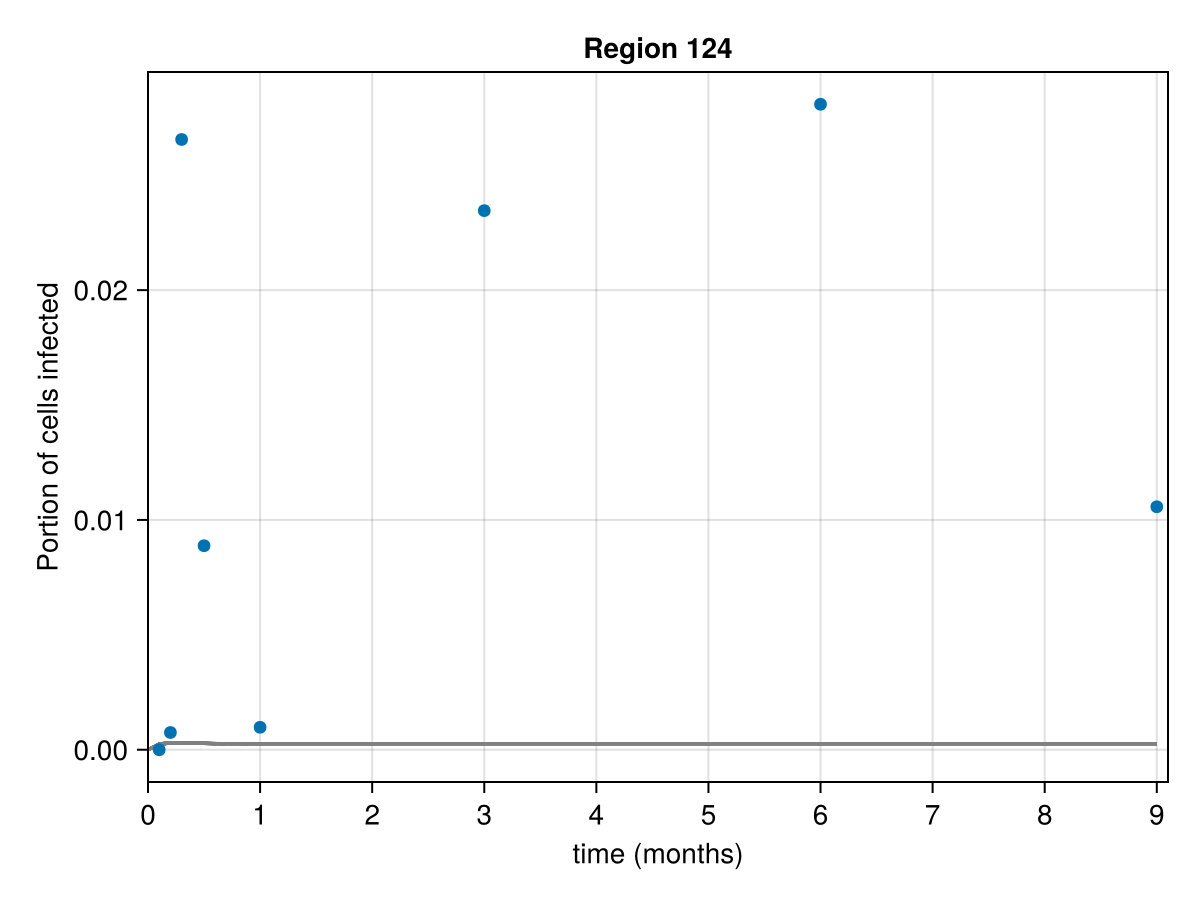 Region 124
Portion of cells infected
0.02
0.01
0.00
0 1 2 3 4 5 6 7 8 9
time (months)